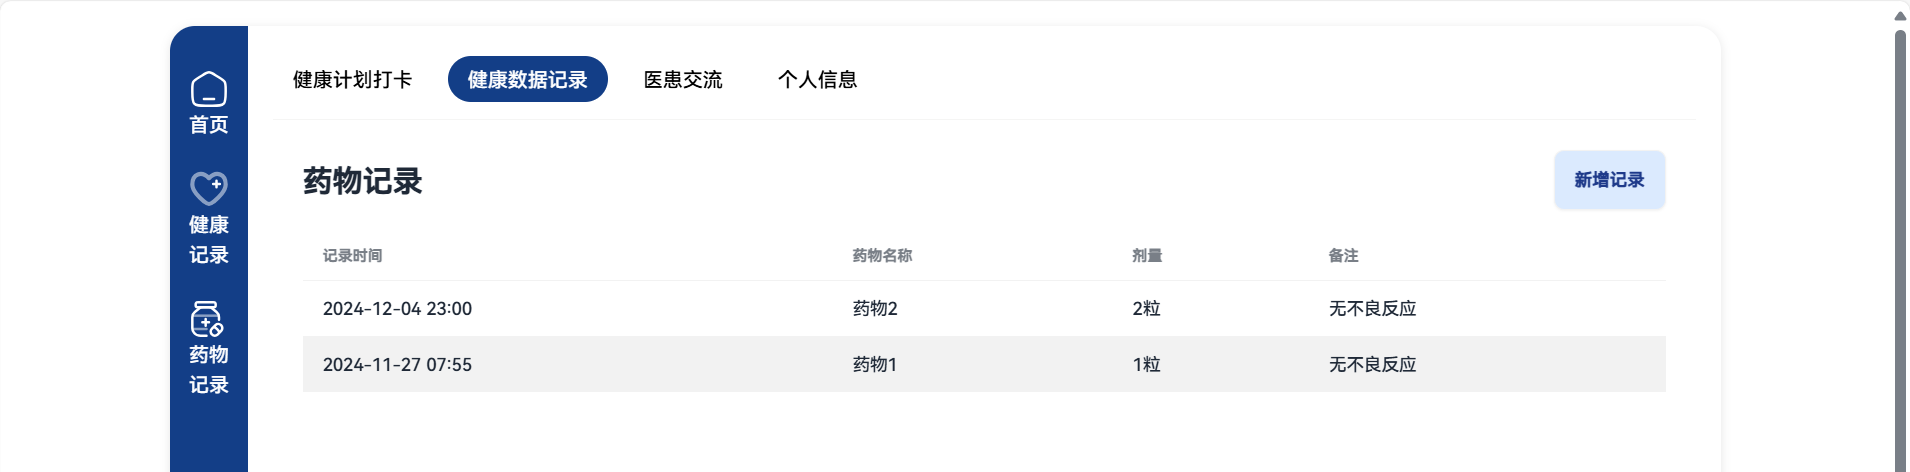 健康计划打卡 健康数据记录 医患交流 个人信息
首页
健康
记录
药物
记录
药物记录 新增记录
记录时间 药物名称 剂量 备注
2024-12-04 23:00 药物2 2粒 无不良反应
2024-11-27 07:55 药物1 1粒 无不良反应